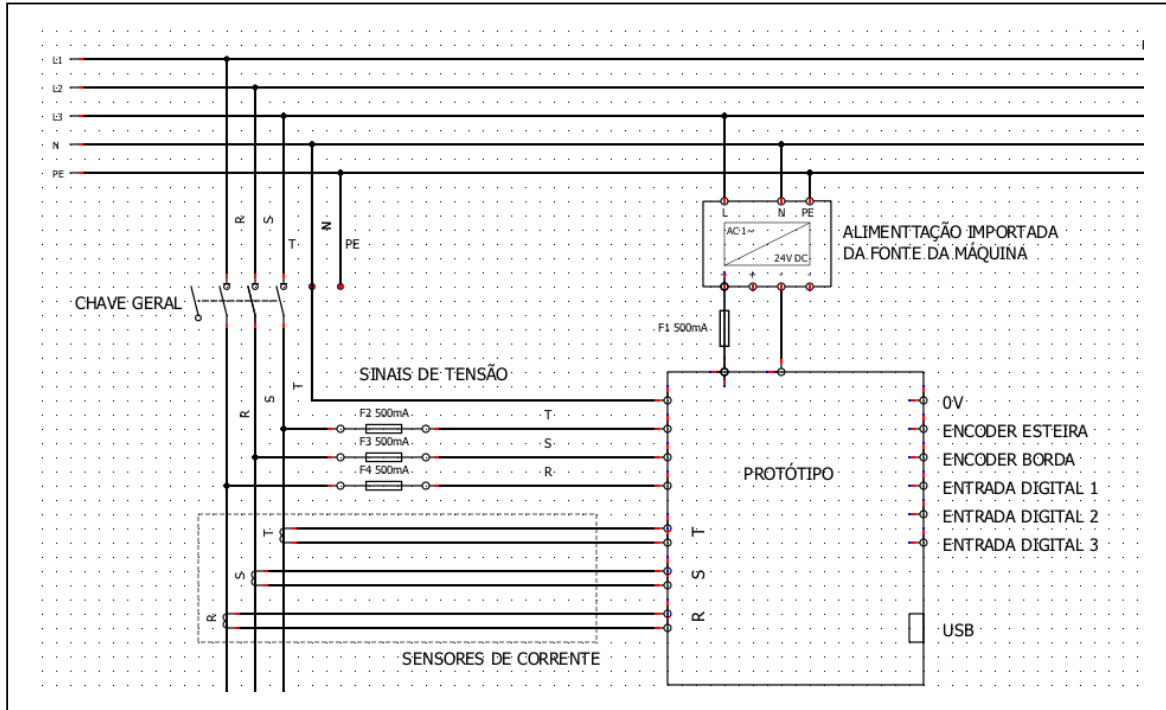 L1
L2
L3
N
PE
R
S
T
N
PE
L
N
PE
AC 1~
24V DC
ALIMENTTAÇÃO IMPORTADA
DA FONTE DA MÁQUINA
CHAVE GERAL
F1 500mA
SINAIS DE TENSÃO
R
S
T
F2 500mA
T
F3 500mA
S
F4 500mA
R
PROTÓTIPO
0V
ENCODER ESTEIRA
ENCODER BORDA
ENTRADA DIGITAL 1
ENTRADA DIGITAL 2
ENTRADA DIGITAL 3
T
S
R
T
S
R
USB
SENSORES DE CORRENTE